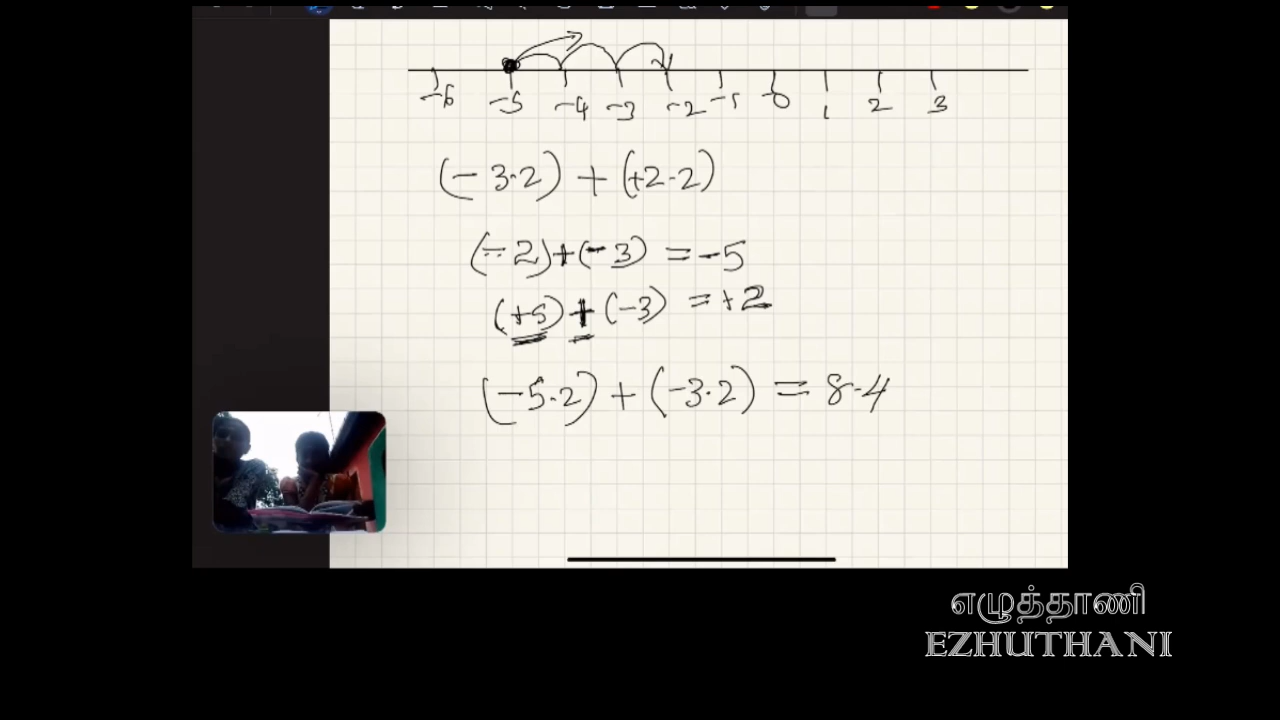 -6 -5 -4 -3 -2 -1 -0 1 2 3
(-3.2) + (+2.2)
(-2)+(-3) = -5
(+5) + (-3) = +2
(-5.2) + (-3.2) = 8.4
எழுத்தாணி
EZHUTHANI